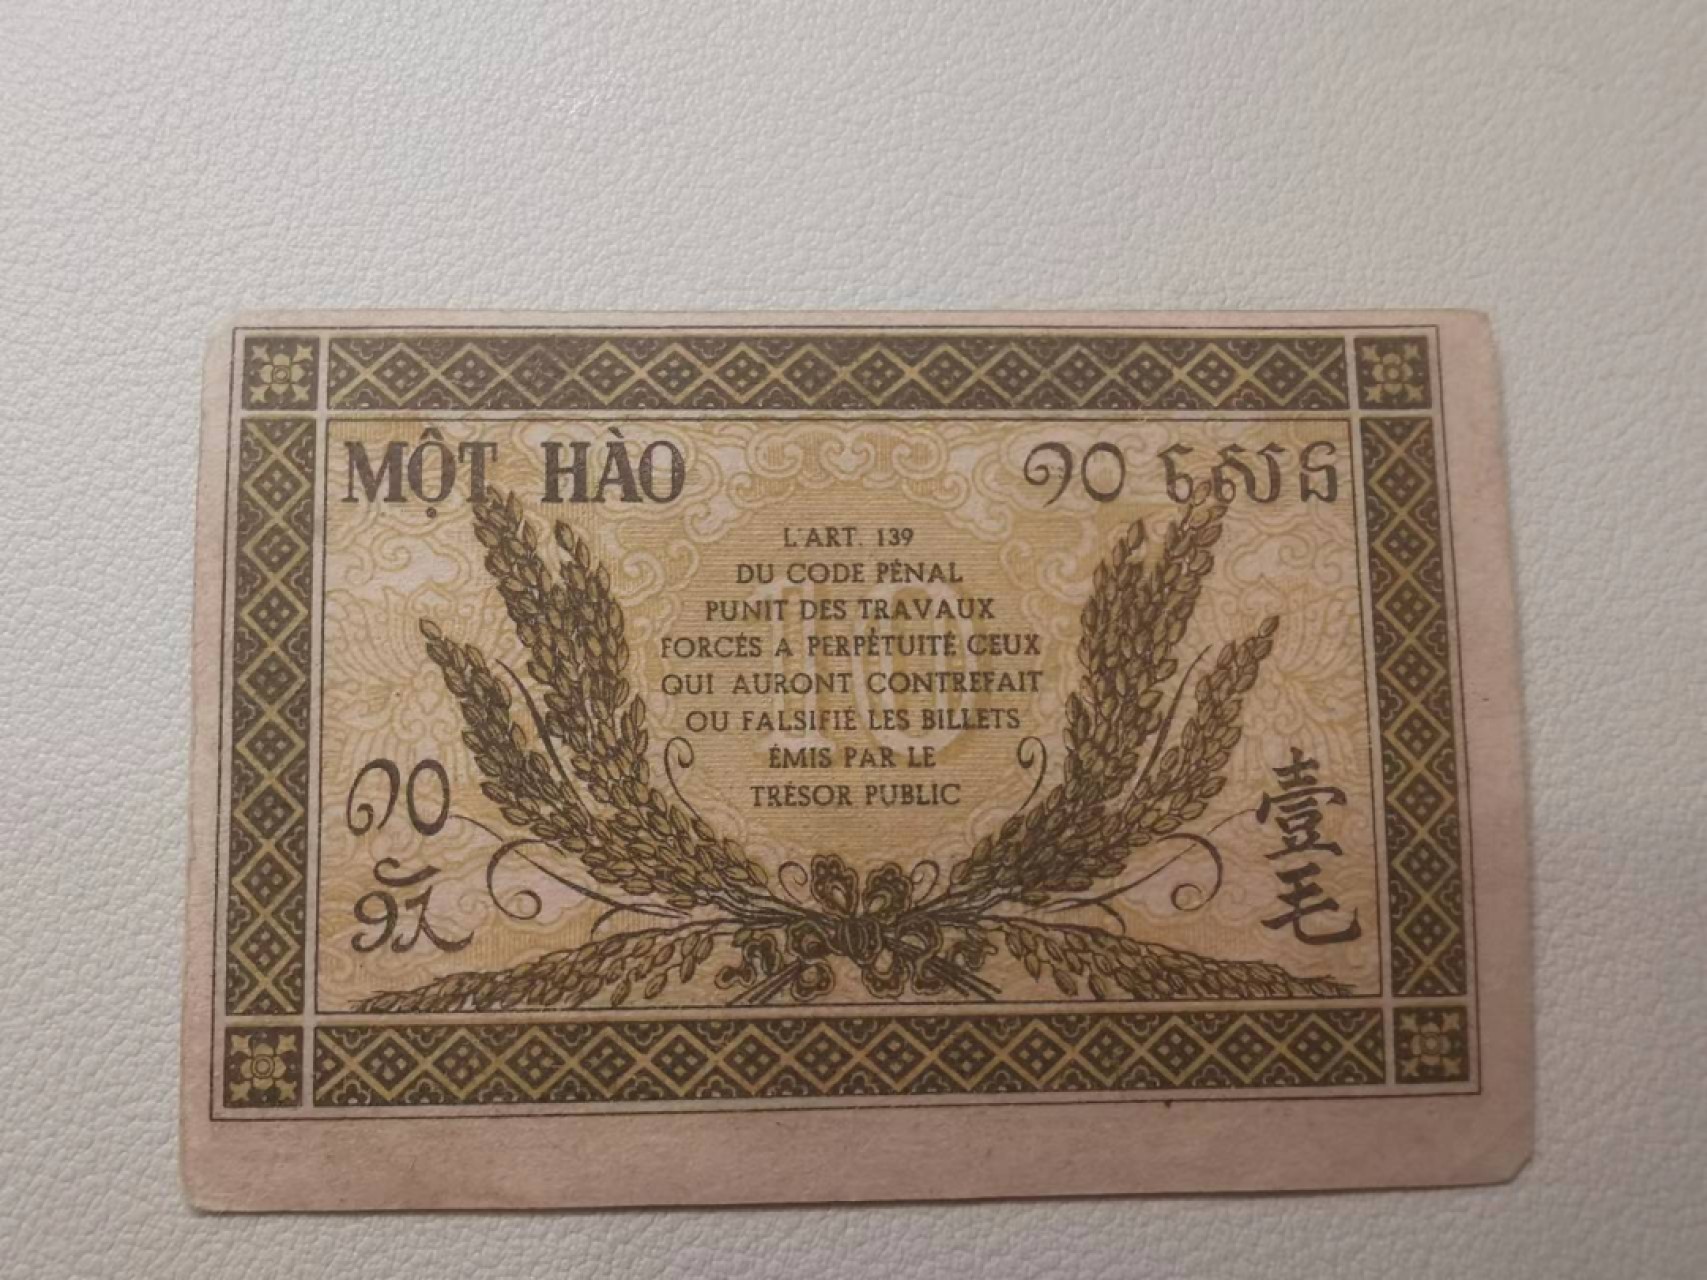 MỘT HÀO
១០ សេន
L'ART. 139
DU CODE PÉNAL
PUNIT DES TRAVAUX
FORCÉS A PERPÉTUITÉ CEUX
QUI AURONT CONTREFAIT
OU FALSIFIÉ LES BILLETS
ÉMIS PAR LE
TRÉSOR PUBLIC
10
໑໐
壹毛